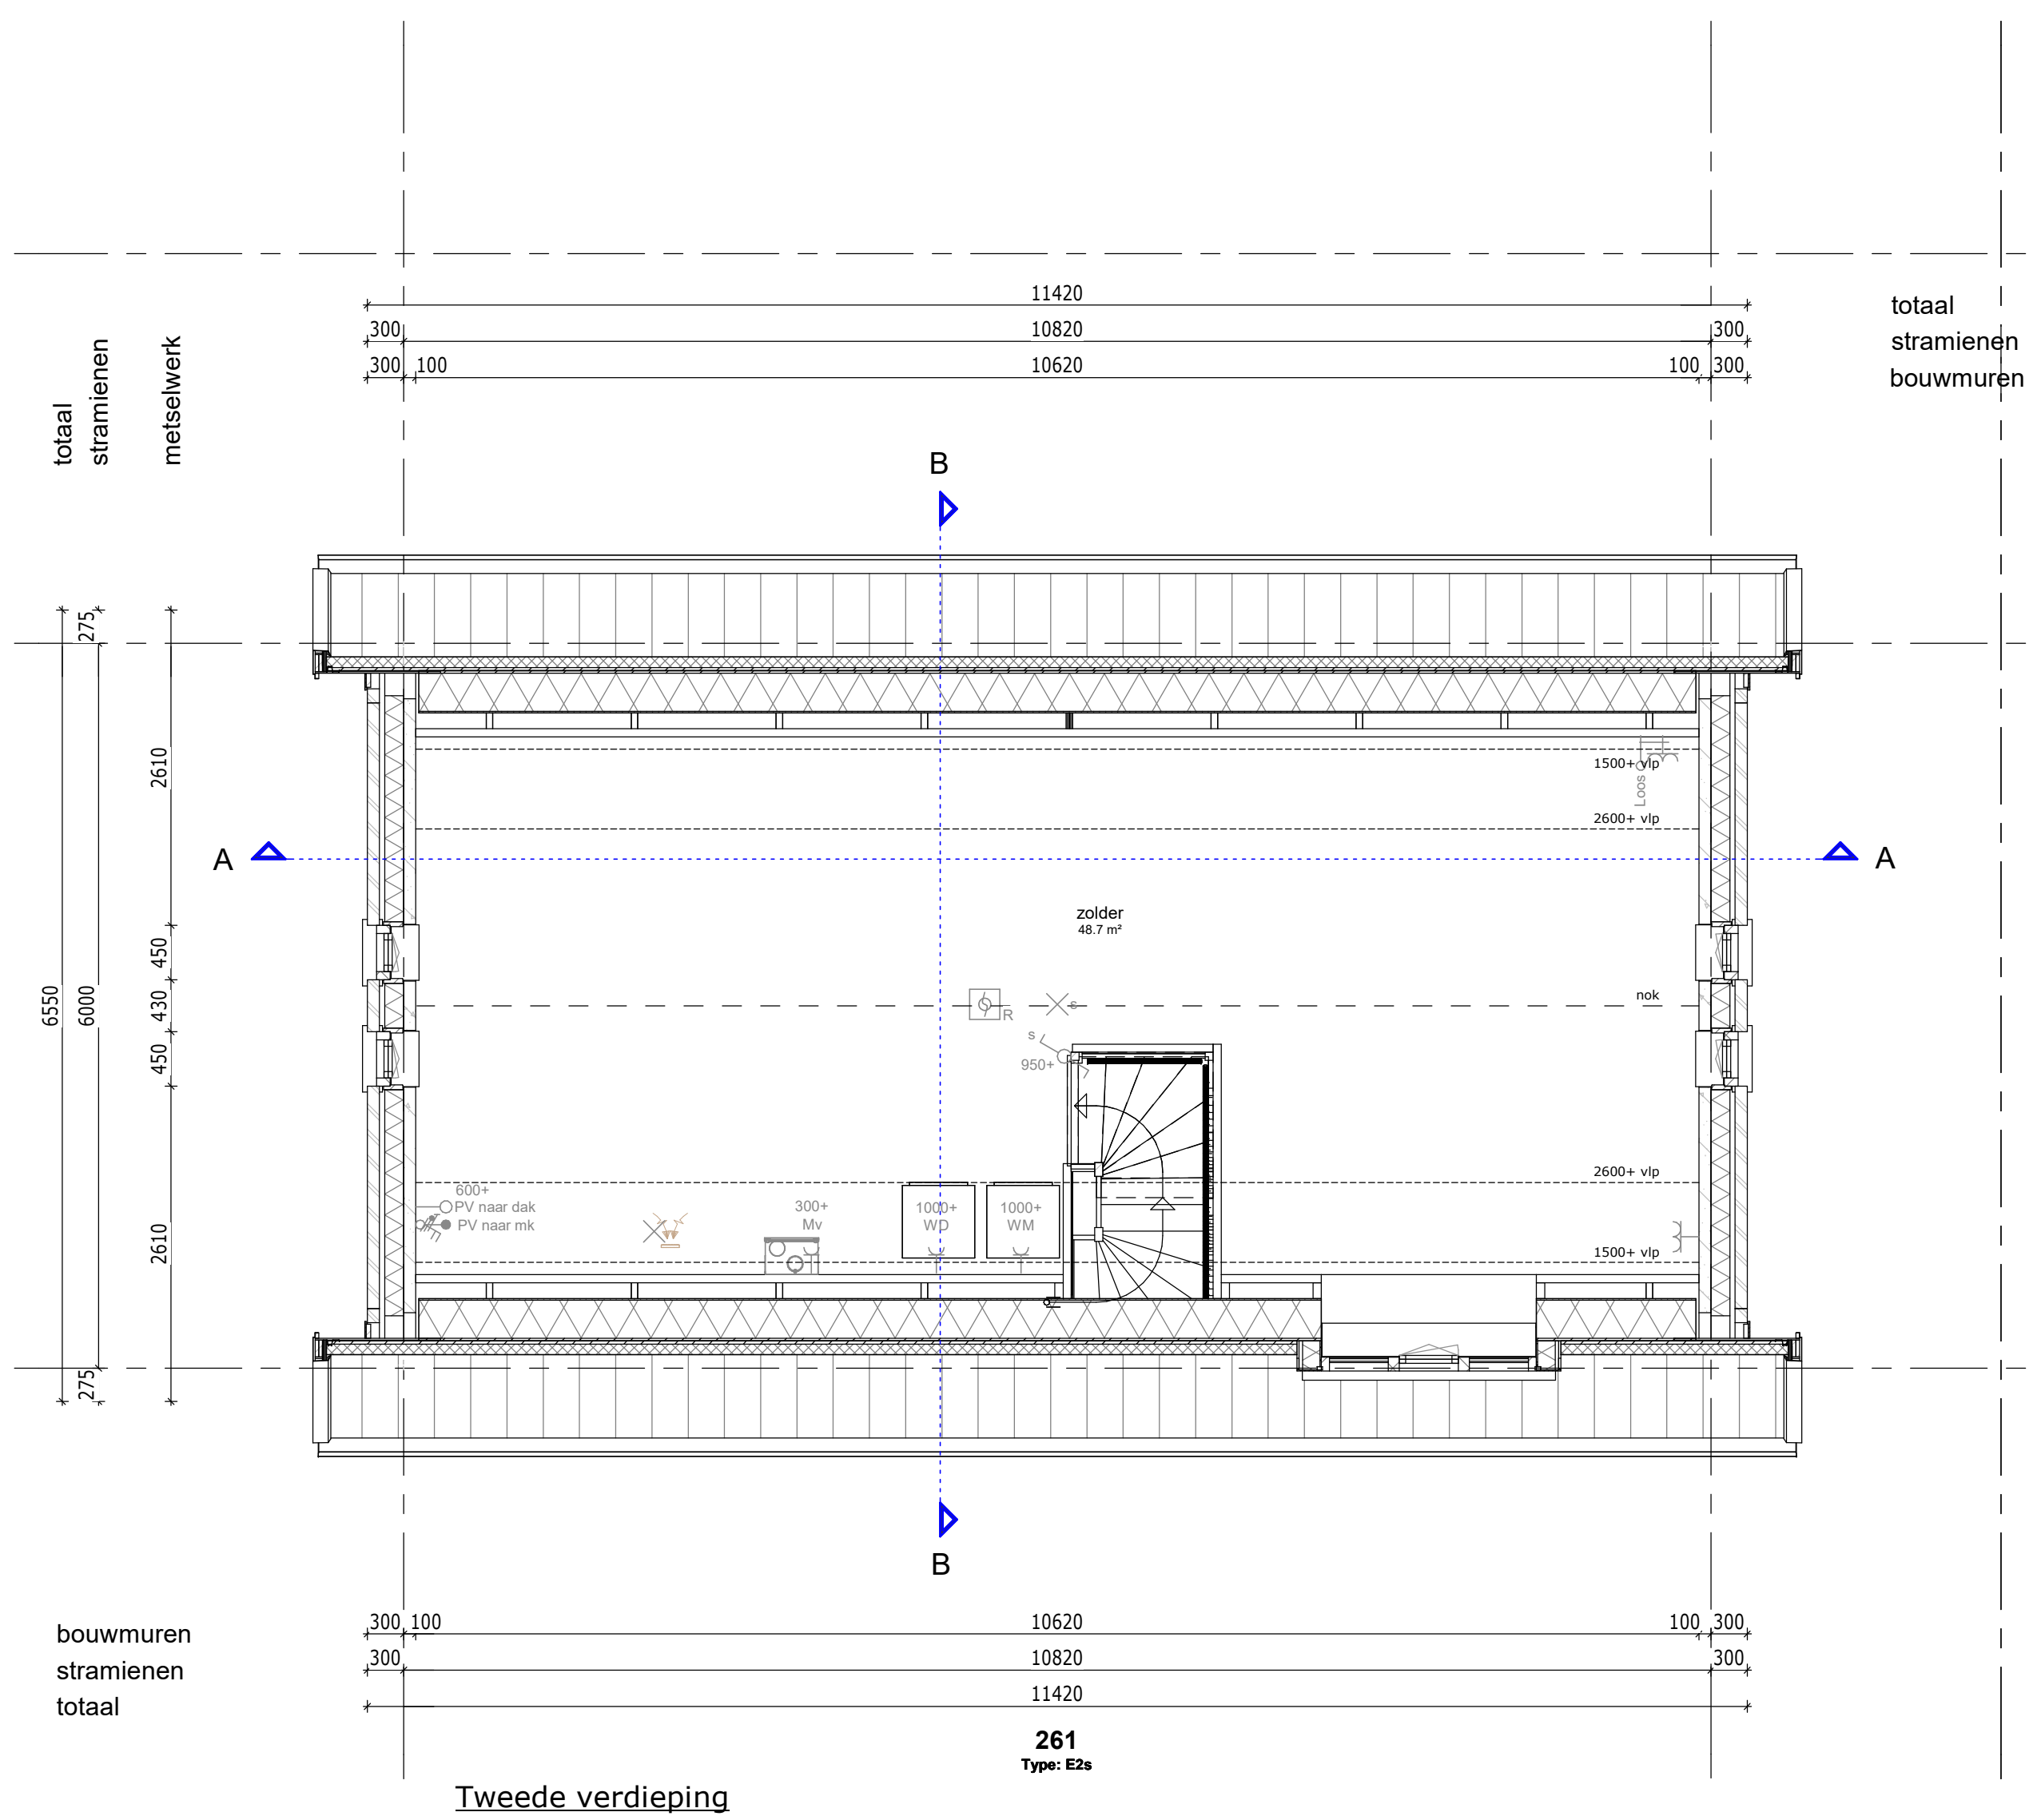 11420
totaal
300 10820 300
stramienen
300 100 10620 100 300
bouwmuren
totaal
stramienen
metselwerk
B
275
2610
1500+ vlp
Loos
2600+ vlp
A
A
zolder
48.7 m²
450
6550
6000
430
nok
R
s
s
950+
450
2600+ vlp
600+
PV naar dak
PV naar mk
300+
Mv
1000+
WD
1000+
WM
2610
1500+ vlp
275
B
bouwmuren
300 100 10620 100 300
stramienen
300 10820 300
totaal
11420
261
Type: E2s
Tweede verdieping